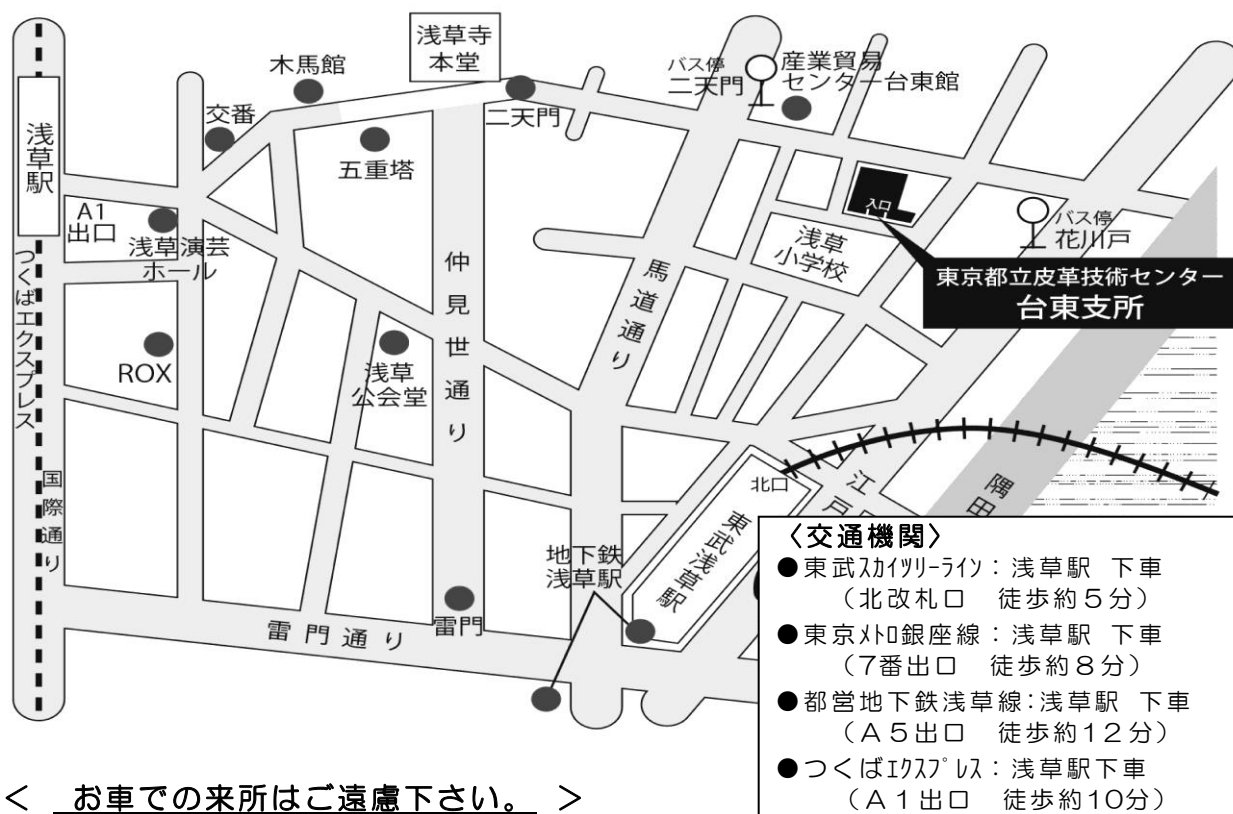 浅草寺
本堂
木馬館
交番
二天門
五重塔
バス停
二天門
産業貿易
センター台東館
浅草駅
A1
出口
浅草演芸
ホール
つくばエクスプレス
ROX
浅草
公会堂
仲見世通り
馬道通り
浅草
小学校
入口
バス停
花川戸
東京都立皮革技術センター
台東支所
国際通り
北口
東武浅草駅
江戸
隅田
地下鉄
浅草駅
雷門
雷門通り
〈交通機関〉
●東武ｽｶｲﾂﾘｰﾗｲﾝ：浅草駅 下車
（北改札口 徒歩約５分）
●東京ﾒﾄﾛ銀座線：浅草駅 下車
（7番出口 徒歩約８分）
●都営地下鉄浅草線：浅草駅 下車
（Ａ５出口 徒歩約12分）
●つくばｴｸｽﾌﾟﾚｽ：浅草駅下車
（Ａ１出口 徒歩約10分）
＜ お車での来所はご遠慮下さい。 ＞